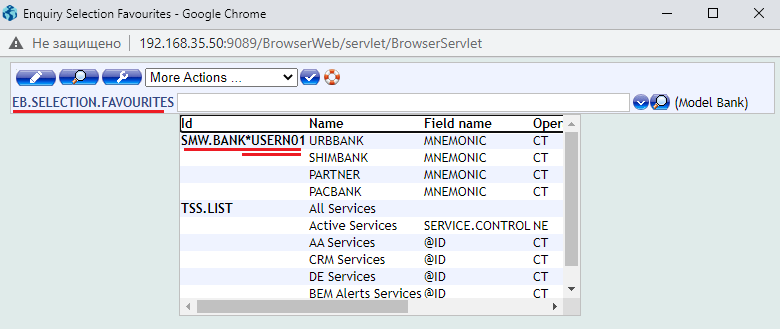 Enquiry Selection Favourites - Google Chrome
Не защищено 192.168.35.50:9089/BrowserWeb/servlet/BrowserServlet
More Actions ...
EB.SELECTION.FAVOURITES (Model Bank)
Id Name Field name Oper
SMW.BANK*USERN01 URBBANK MNEMONIC CT
SHIMBANK MNEMONIC CT
PARTNER MNEMONIC CT
PACBANK MNEMONIC CT
TSS.LIST All Services
Active Services SERVICE.CONTROL NE
AA Services @ID CT
CRM Services @ID CT
DE Services @ID CT
BEM Alerts Services @ID CT